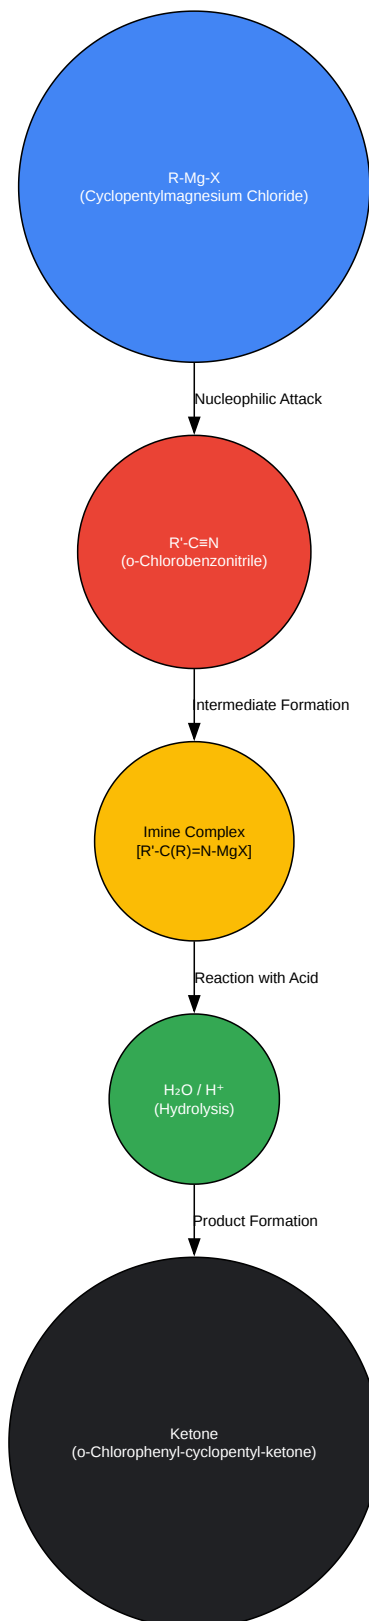 R-Mg-X
(Cyclopentylmagnesium Chloride)
Nucleophilic Attack
R'-C≡N
(o-Chlorobenzonitrile)
Intermediate Formation
Imine Complex
[R'-C(R)=N-MgX]
Reaction with Acid
H₂O / H⁺
(Hydrolysis)
Product Formation
Ketone
(o-Chlorophenyl-cyclopentyl-ketone)